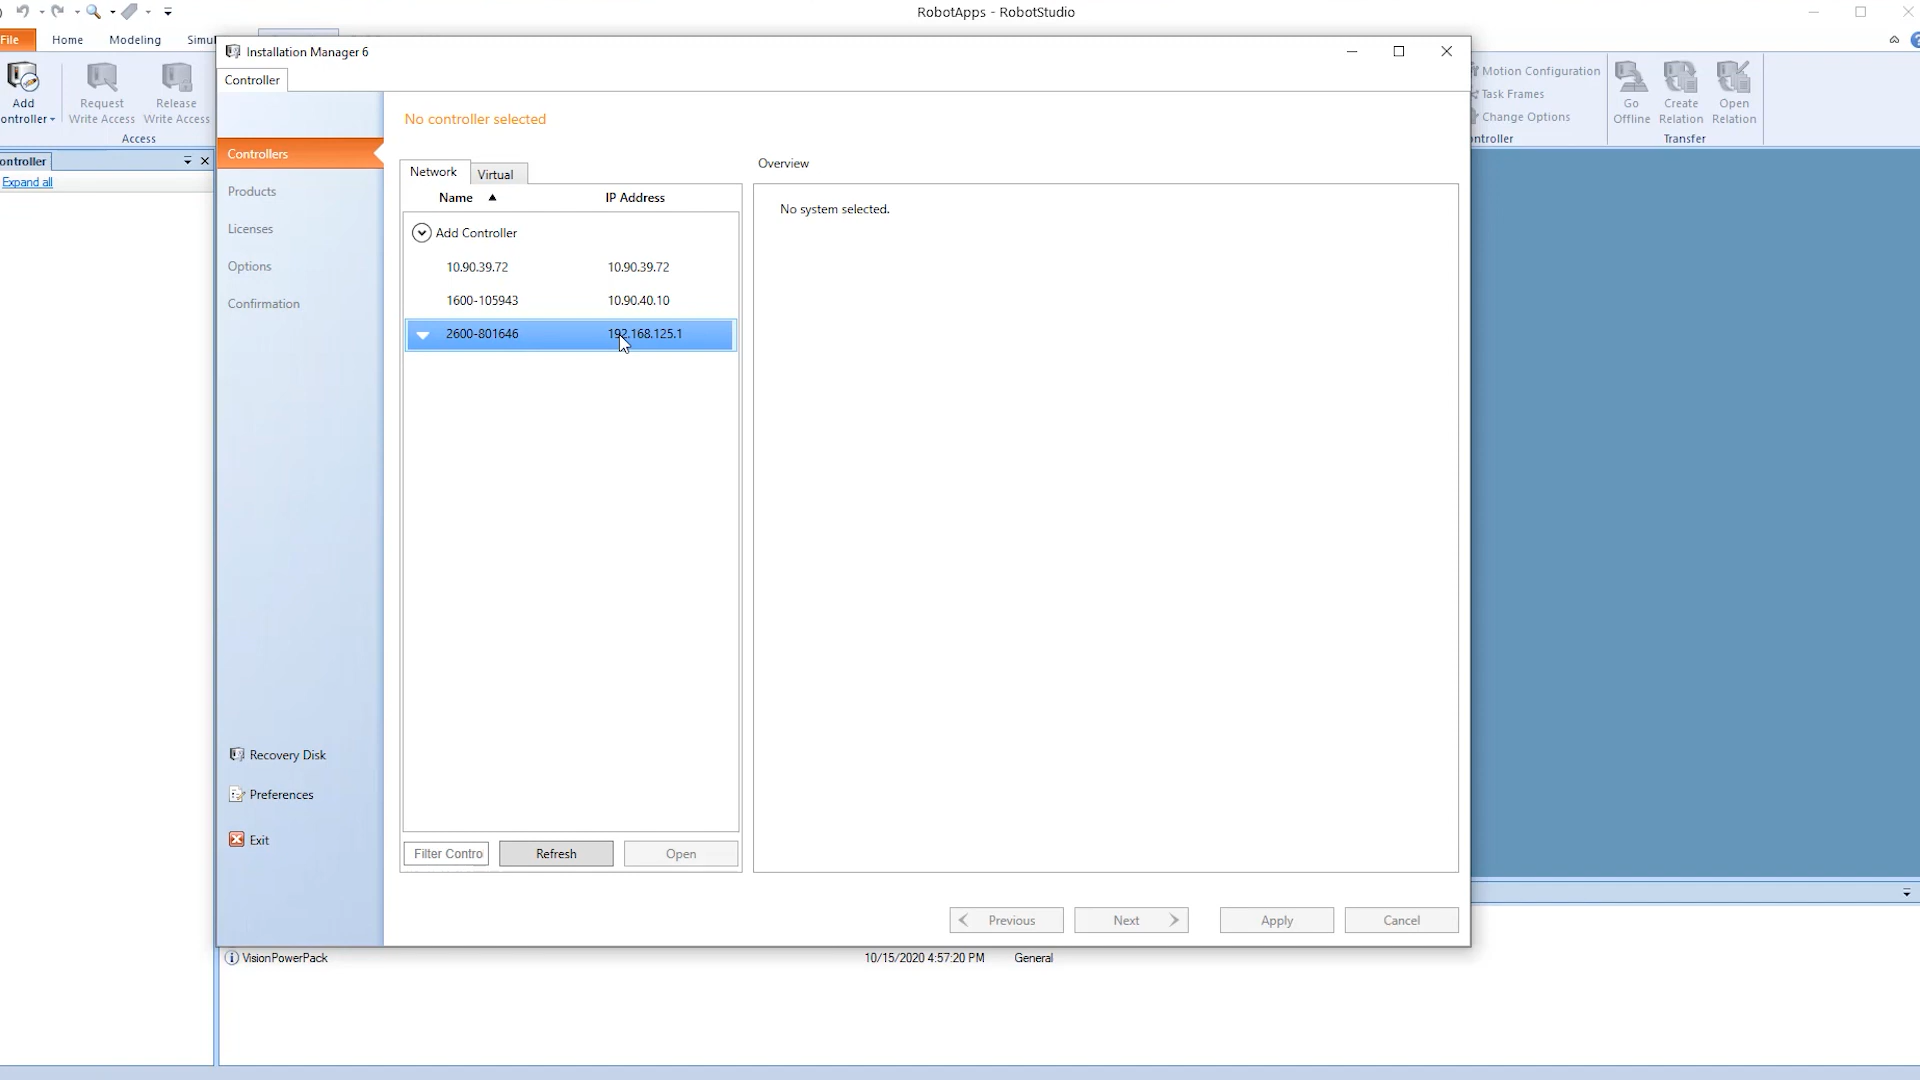 RobotApps - RobotStudio
File
Home
Modeling
Simul
Installation Manager 6
Controller
Add
ontroller
Request
Write Access
Release
Write Access
Access
Motion Configuration
Task Frames
Change Options
ntroller
Go
Offline
Create
Relation
Open
Relation
Transfer
ontroller
Expand all
No controller selected
Controllers
Products
Licenses
Options
Confirmation
Recovery Disk
Preferences
Exit
Network
Virtual
Name
IP Address
Add Controller
10.90.39.72 10.90.39.72
1600-105943 10.90.40.10
2600-801646 192.168.125.1
Overview
No system selected.
Filter Contro
Refresh
Open
Previous
Next
Apply
Cancel
VisionPowerPack 10/15/2020 4:57:20 PM General